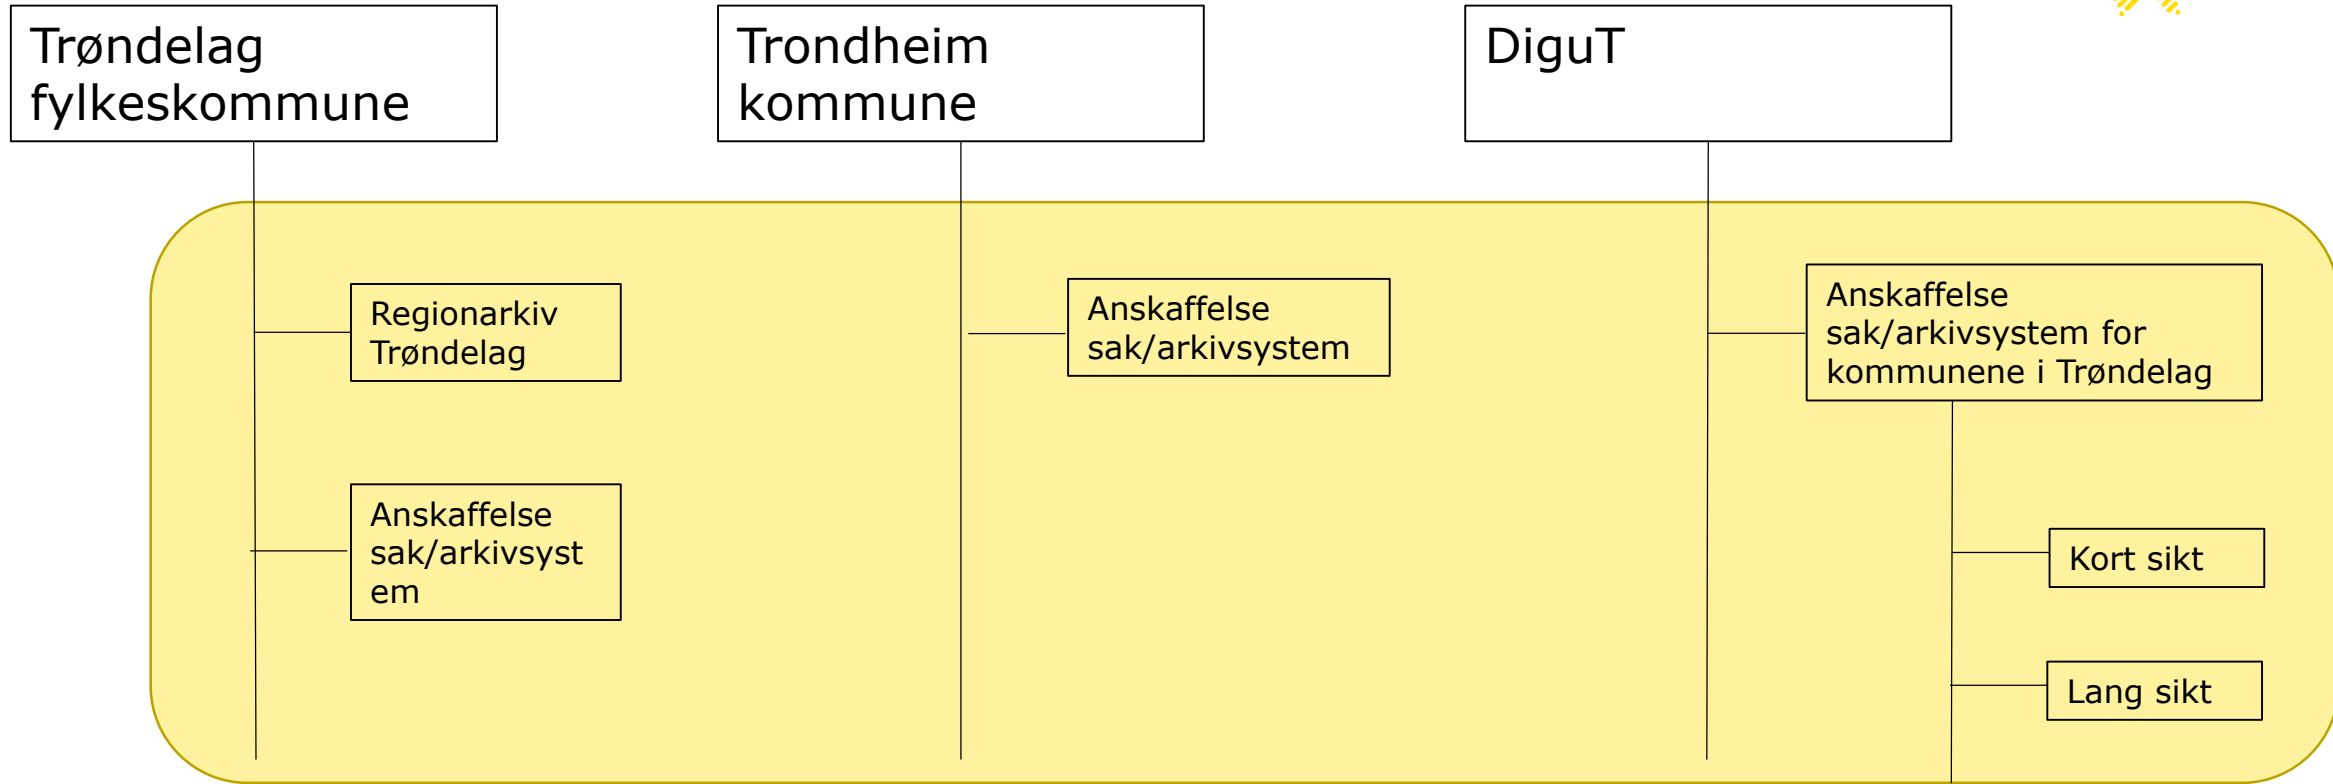 Trøndelag
fylkeskommune
Trondheim
kommune
DiguT
Regionarkiv
Trøndelag
Anskaffelse
sak/arkivsyst
em
Anskaffelse
sak/arkivsystem
Anskaffelse
sak/arkivsystem for
kommunene i Trøndelag
Kort sikt
Lang sikt